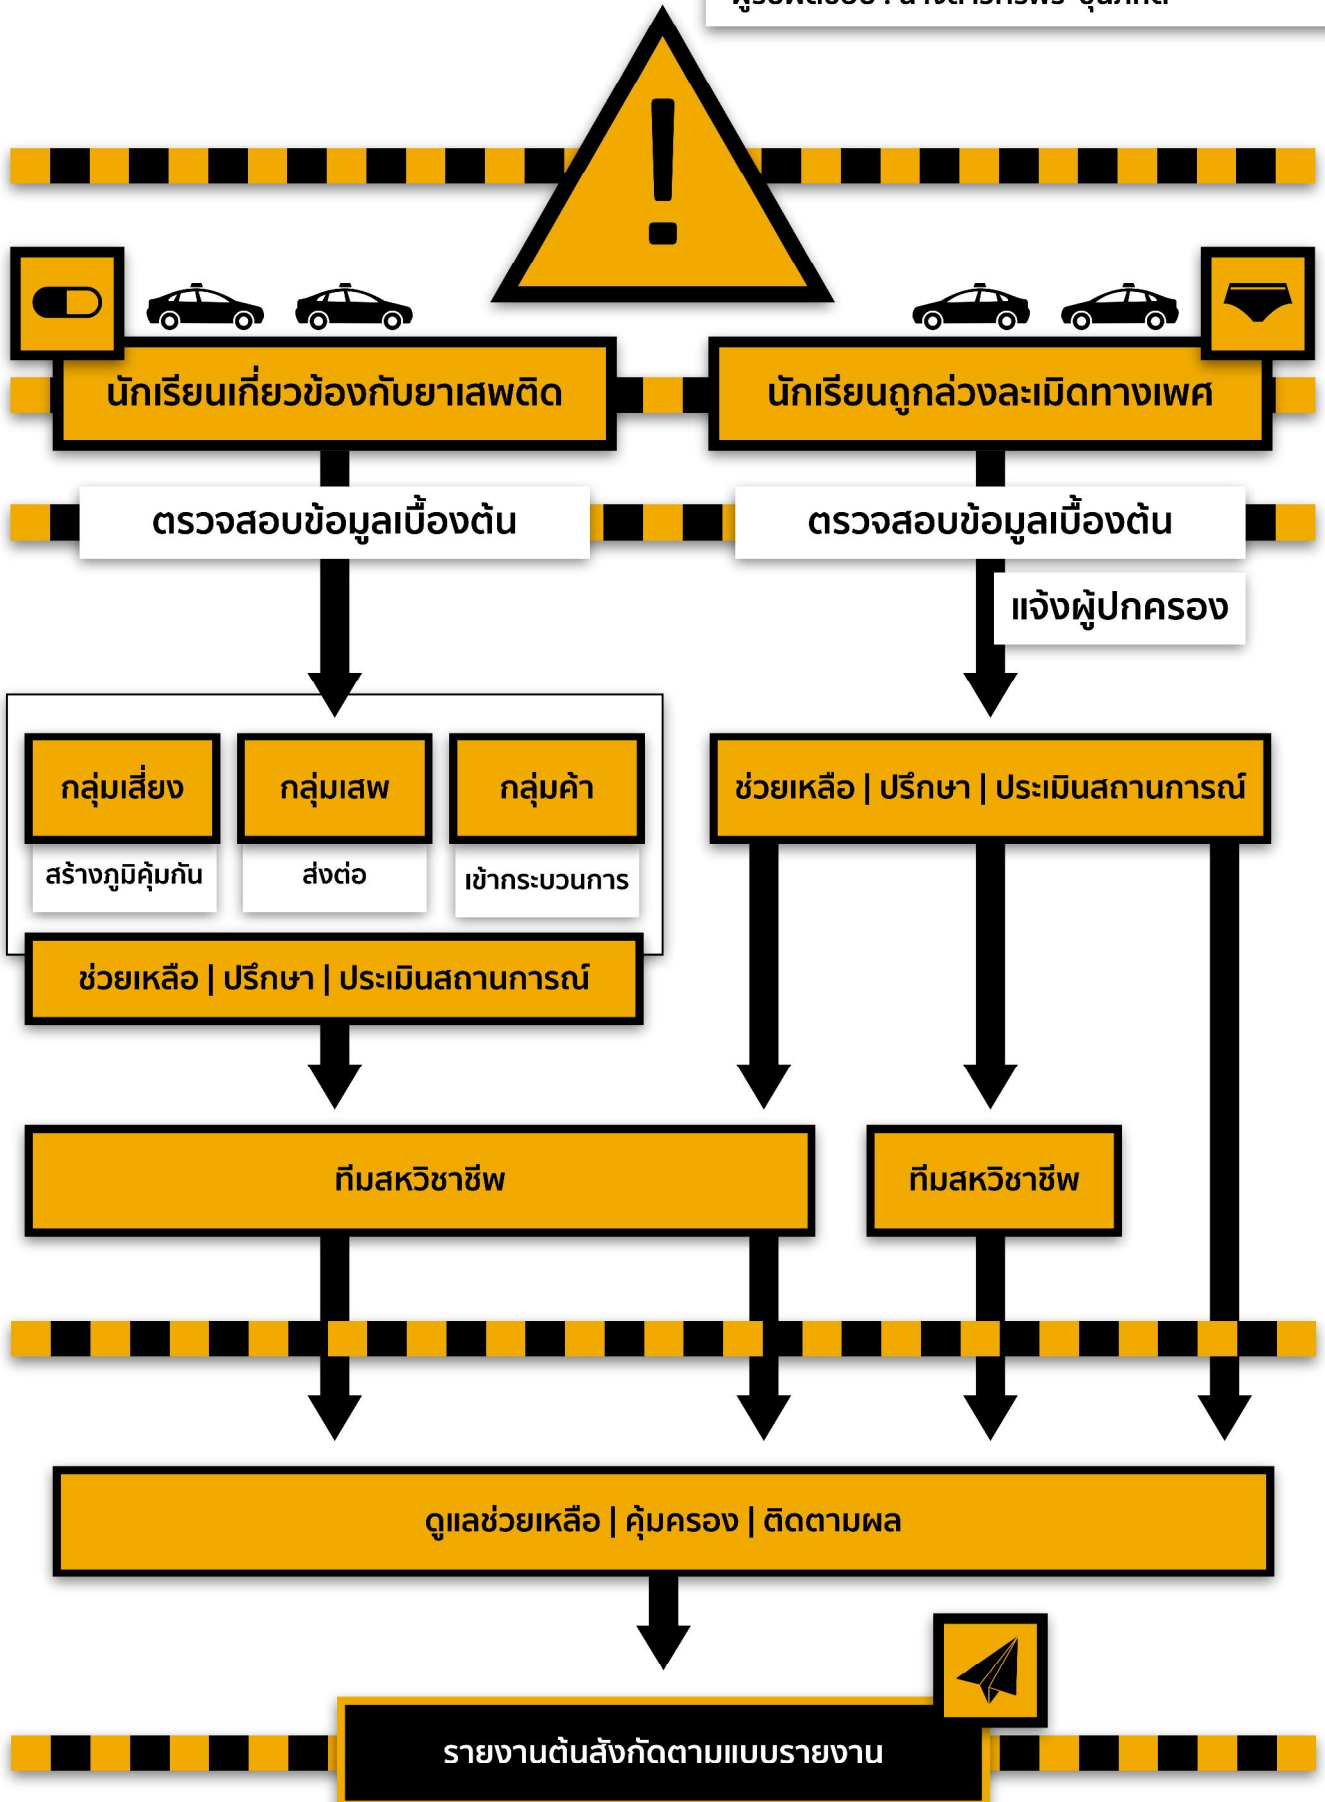 นักเรียนเกี่ยวข้องกับยาเสพติด
นักเรียนถูกล่วงละเมิดทางเพศ
ตรวจสอบข้อมูลเบื้องต้น
ตรวจสอบข้อมูลเบื้องต้น
แจ้งผู้ปกครอง
กลุ่มเสี่ยง
กลุ่มเสพ
กลุ่มค้า
สร้างภูมิคุ้มกัน
ส่งต่อ
เข้ากระบวนการ
ช่วยเหลือ | ปรึกษา | ประเมินสถานการณ์
ช่วยเหลือ | ปรึกษา | ประเมินสถานการณ์
ทีมสหวิชาชีพ
ทีมสหวิชาชีพ
ดูแลช่วยเหลือ | คุ้มครอง | ติดตามผล
รายงานต้นสังกัดตามแบบรายงาน